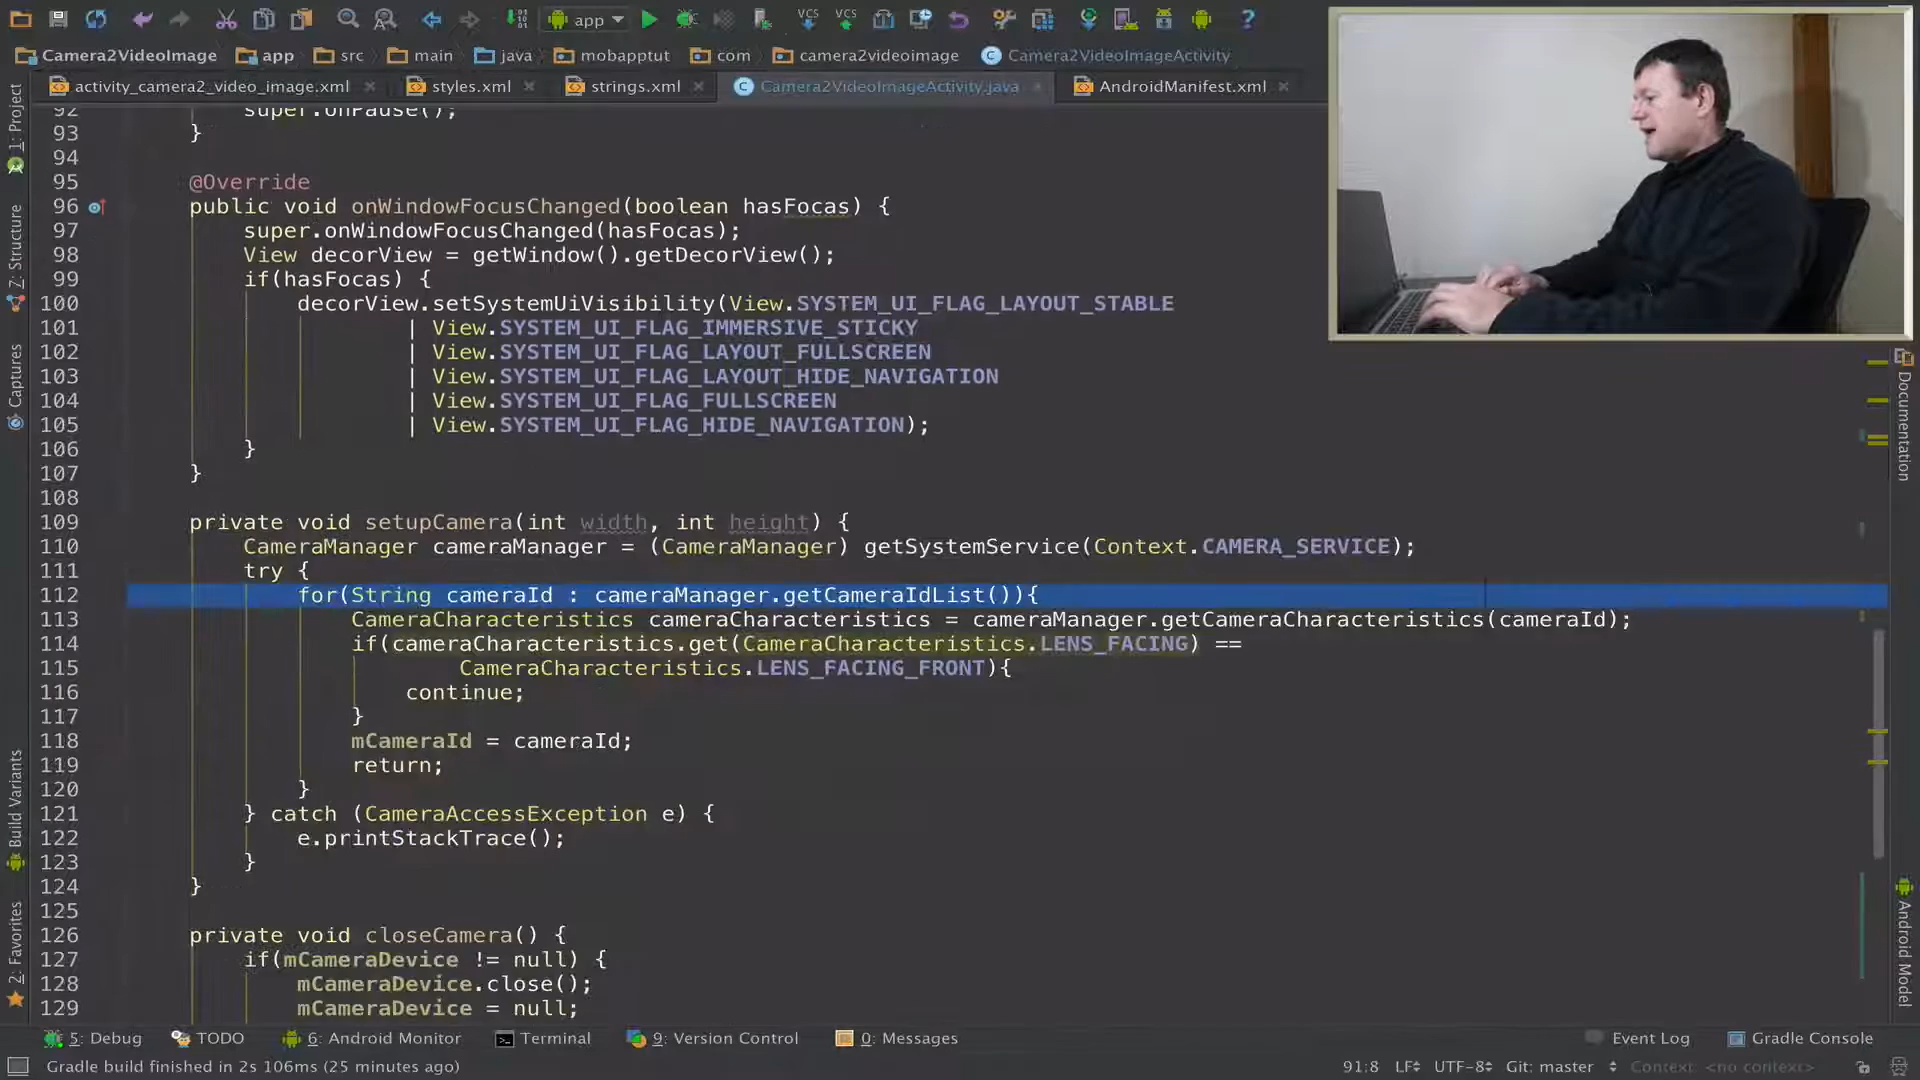 app
Camera2VideoImage app src main java mobapptut com camera2videoimage Camera2VideoImageActivity
activity_camera2_video_image.xml styles.xml strings.xml Camera2VideoImageActivity.java AndroidManifest.xml
92 super.onPause();
93 }
94
95 @Override
96 public void onWindowFocusChanged(boolean hasFocas) {
97 super.onWindowFocusChanged(hasFocas);
98 View decorView = getWindow().getDecorView();
99 if(hasFocas) {
100 decorView.setSystemUiVisibility(View.SYSTEM_UI_FLAG_LAYOUT_STABLE
101 | View.SYSTEM_UI_FLAG_IMMERSIVE_STICKY
102 | View.SYSTEM_UI_FLAG_LAYOUT_FULLSCREEN
103 | View.SYSTEM_UI_FLAG_LAYOUT_HIDE_NAVIGATION
104 | View.SYSTEM_UI_FLAG_FULLSCREEN
105 | View.SYSTEM_UI_FLAG_HIDE_NAVIGATION);
106 }
107 }
108
109 private void setupCamera(int width, int height) {
110 CameraManager cameraManager = (CameraManager) getSystemService(Context.CAMERA_SERVICE);
111 try {
112 for(String cameraId : cameraManager.getCameraIdList()){
113 CameraCharacteristics cameraCharacteristics = cameraManager.getCameraCharacteristics(cameraId);
114 if(cameraCharacteristics.get(CameraCharacteristics.LENS_FACING) ==
115 CameraCharacteristics.LENS_FACING_FRONT){
116 continue;
117 }
118 mCameraId = cameraId;
119 return;
120 }
121 } catch (CameraAccessException e) {
122 e.printStackTrace();
123 }
124 }
125
126 private void closeCamera() {
127 if(mCameraDevice != null) {
128 mCameraDevice.close();
129 mCameraDevice = null;
1: Project
7: Structure
Captures
Build Variants
2: Favorites
Documentation
Android Model
5: Debug TODO 6: Android Monitor Terminal 9: Version Control 0: Messages Event Log Gradle Console
Gradle build finished in 2s 106ms (25 minutes ago) 91:8 LF UTF-8 Git: master Context: <no context>